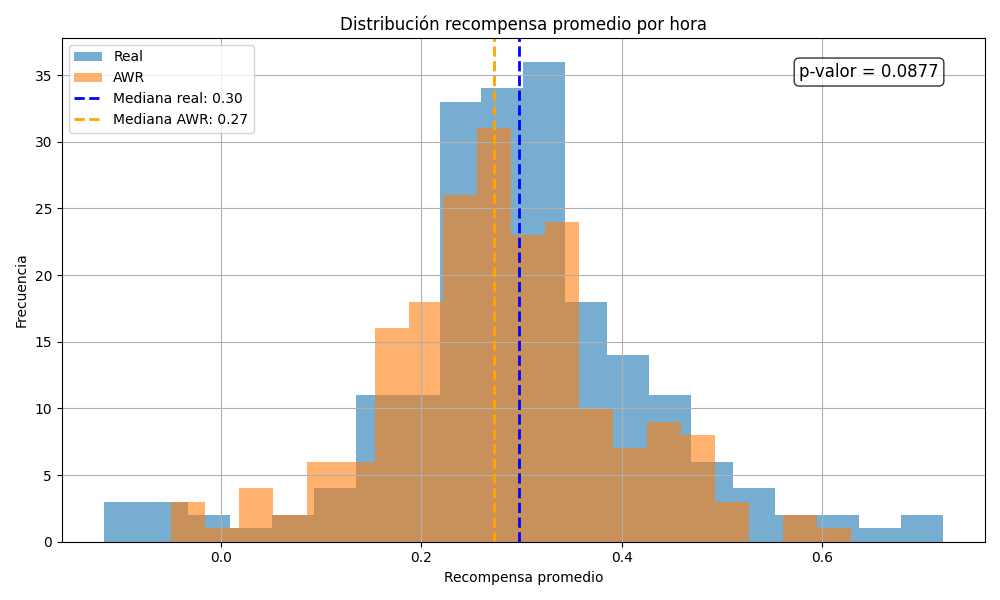 Distribución recompensa promedio por hora
Real
AWR
Mediana real: 0.30
Mediana AWR: 0.27
p-valor = 0.0877
35
30
25
20
15
10
5
0
Frecuencia
0.0 0.2 0.4 0.6
Recompensa promedio